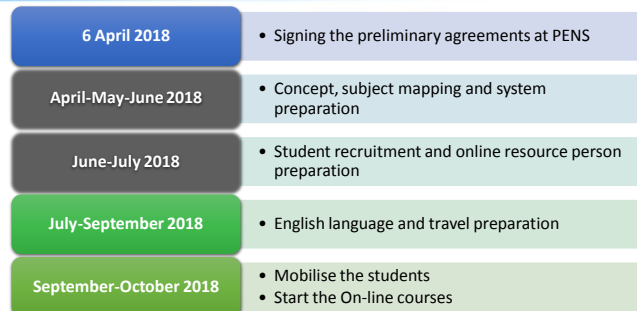 6 April 2018
• Signing the preliminary agreements at PENS
April-May-June 2018
• Concept, subject mapping and system
preparation
June-July 2018
• Student recruitment and online resource person
preparation
July-September 2018
• English language and travel preparation
September-October 2018
• Mobilise the students
• Start the On-line courses